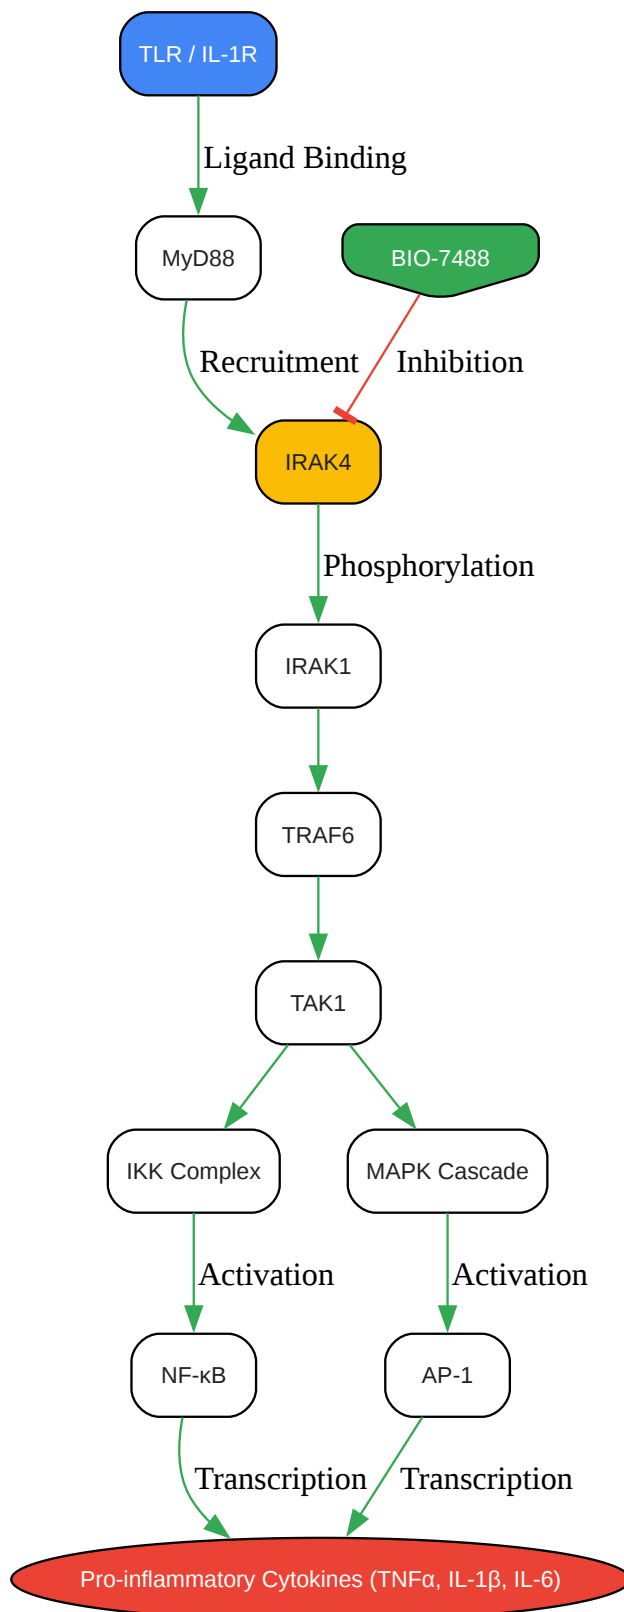 TLR / IL-1R
Ligand Binding
MyD88
BIO-7488
Recruitment
Inhibition
IRAK4
Phosphorylation
IRAK1
TRAF6
TAK1
IKK Complex
MAPK Cascade
Activation
Activation
NF-κB
AP-1
Transcription
Transcription
Pro-inflammatory Cytokines (TNFα, IL-1β, IL-6)